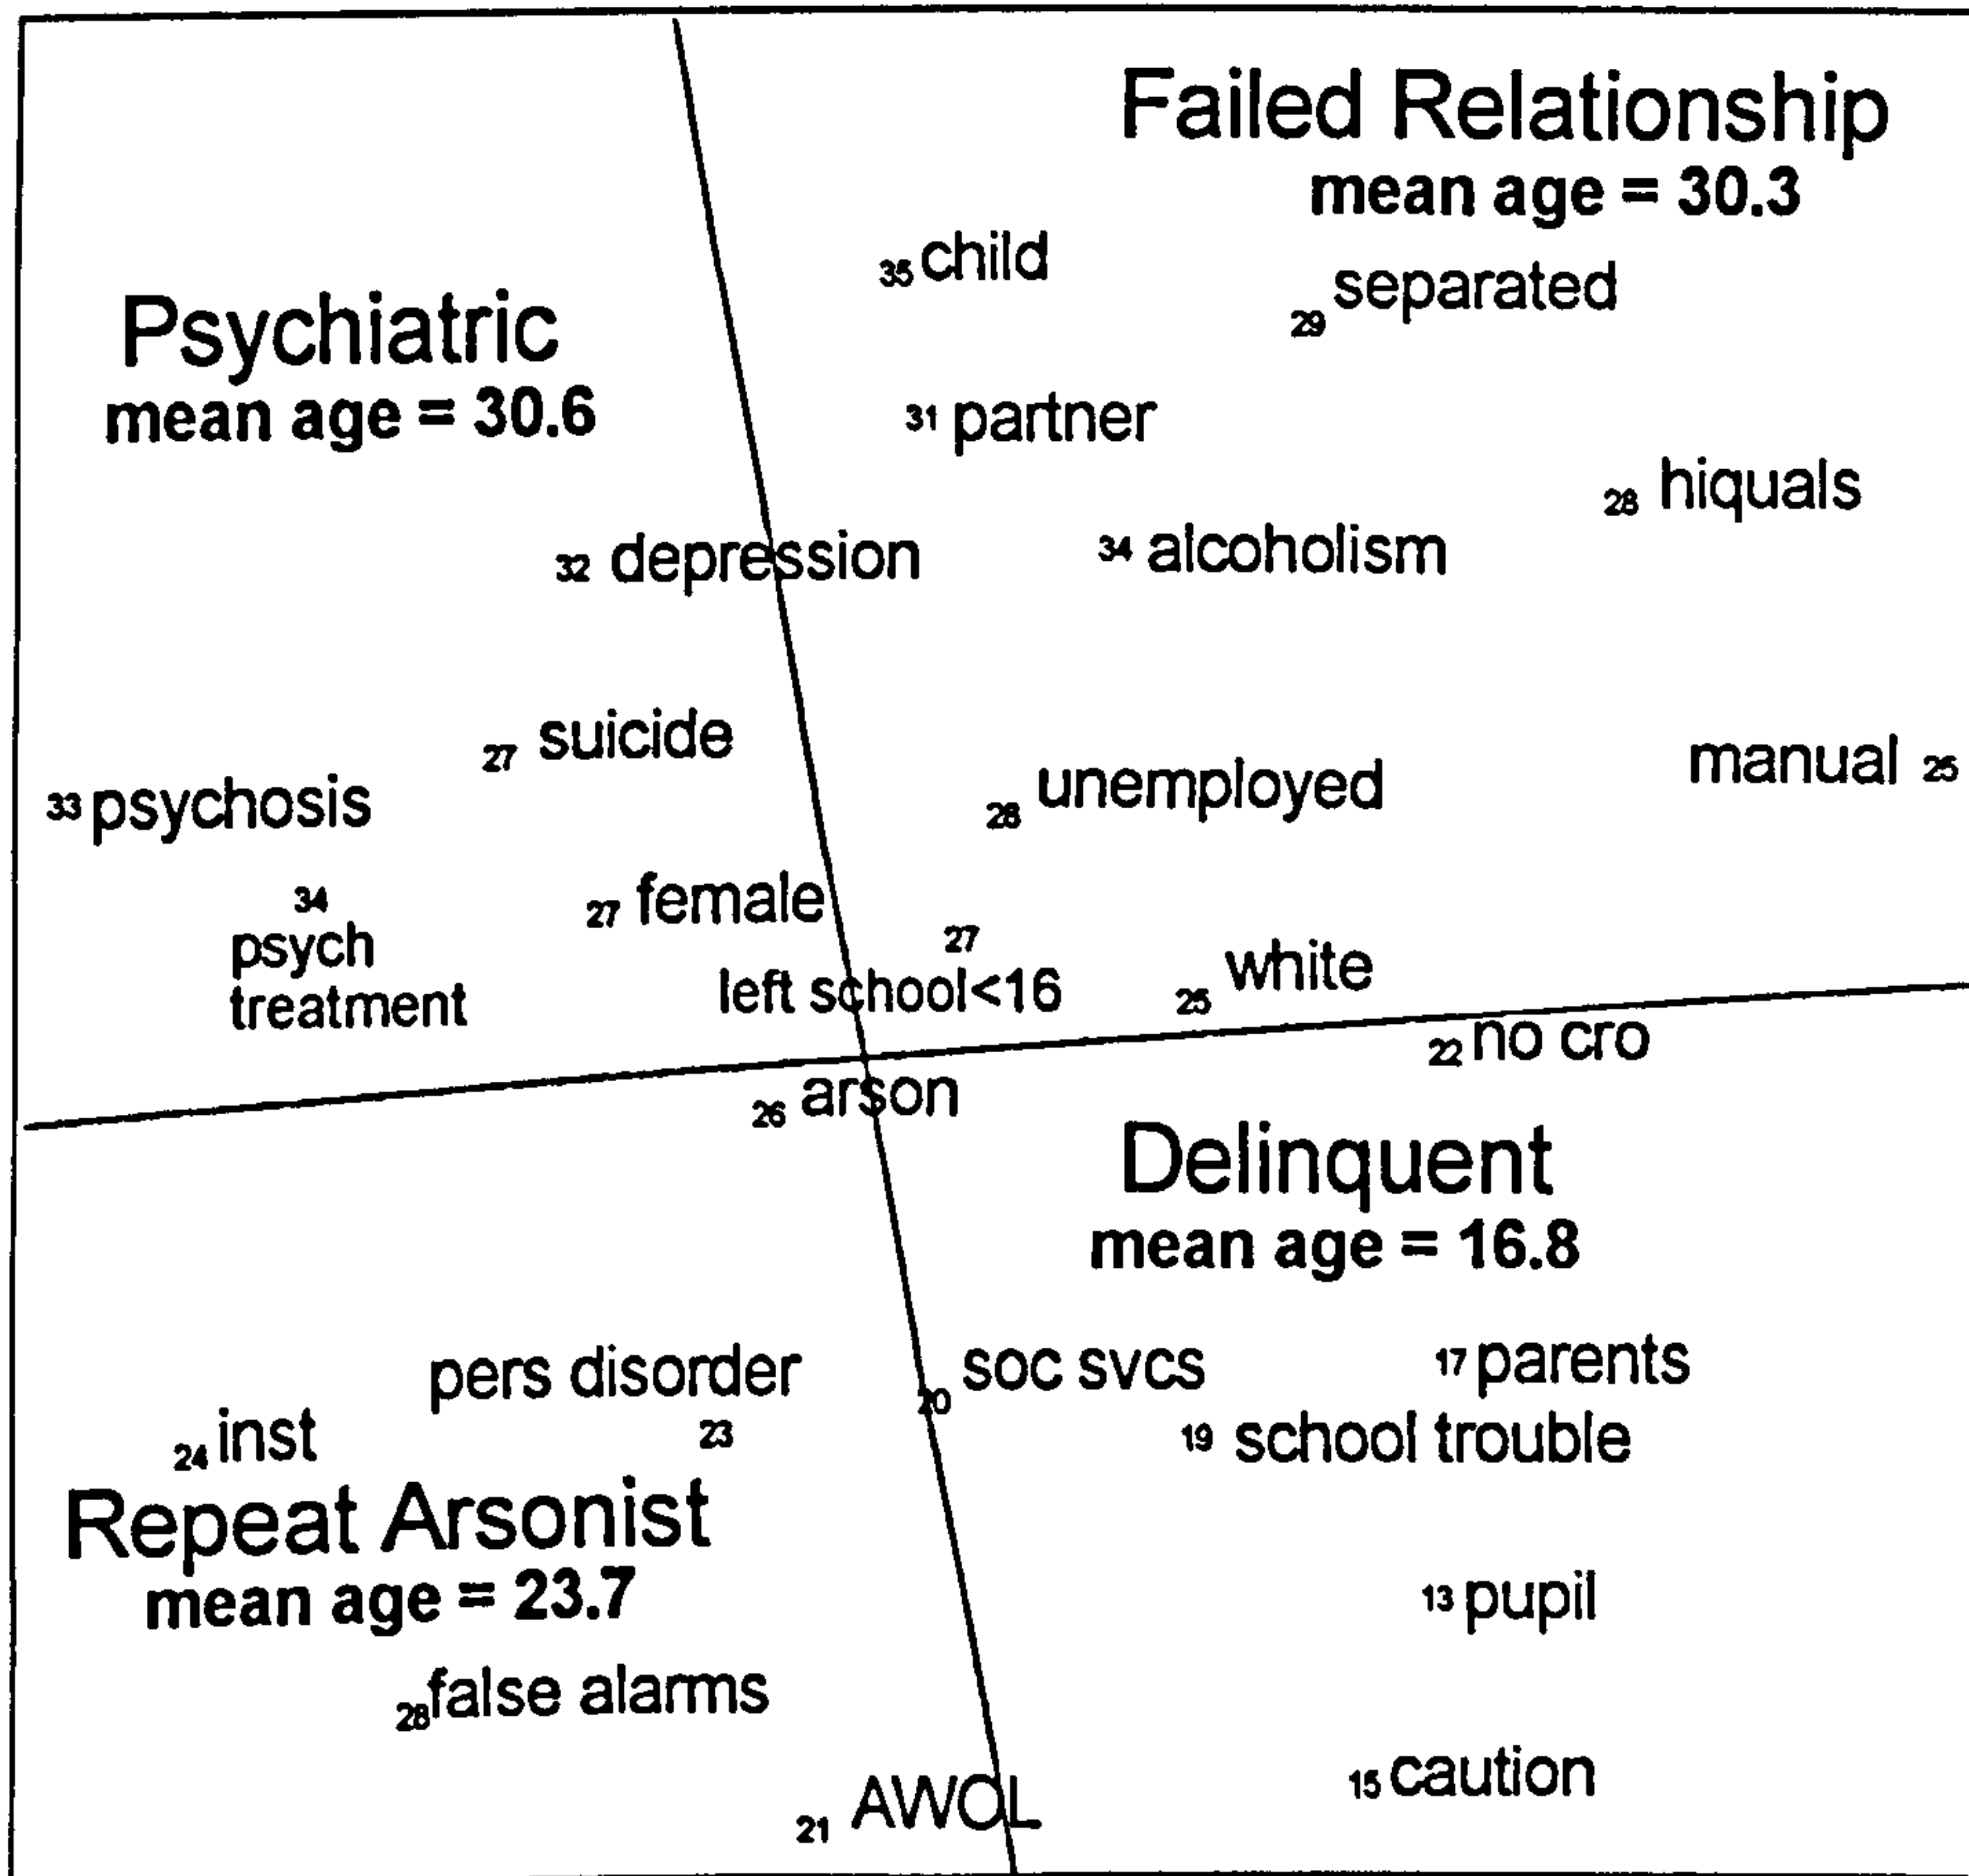 Failed Relationship
mean age = 30.3
35 child
29 separated
Psychiatric
mean age = 30.6
31 partner
28 hiquals
32 depression
34 alcoholism
27 suicide
28 unemployed
manual 25
33 psychosis
27 female
34
psych
treatment
27
left school<16
25 white
22 no cro
26 arson
Delinquent
mean age = 16.8
pers disorder
23
20 soc svcs
17 parents
24 inst
19 school trouble
Repeat Arsonist
mean age = 23.7
13 pupil
28 false alarms
21 AWOL
15 caution